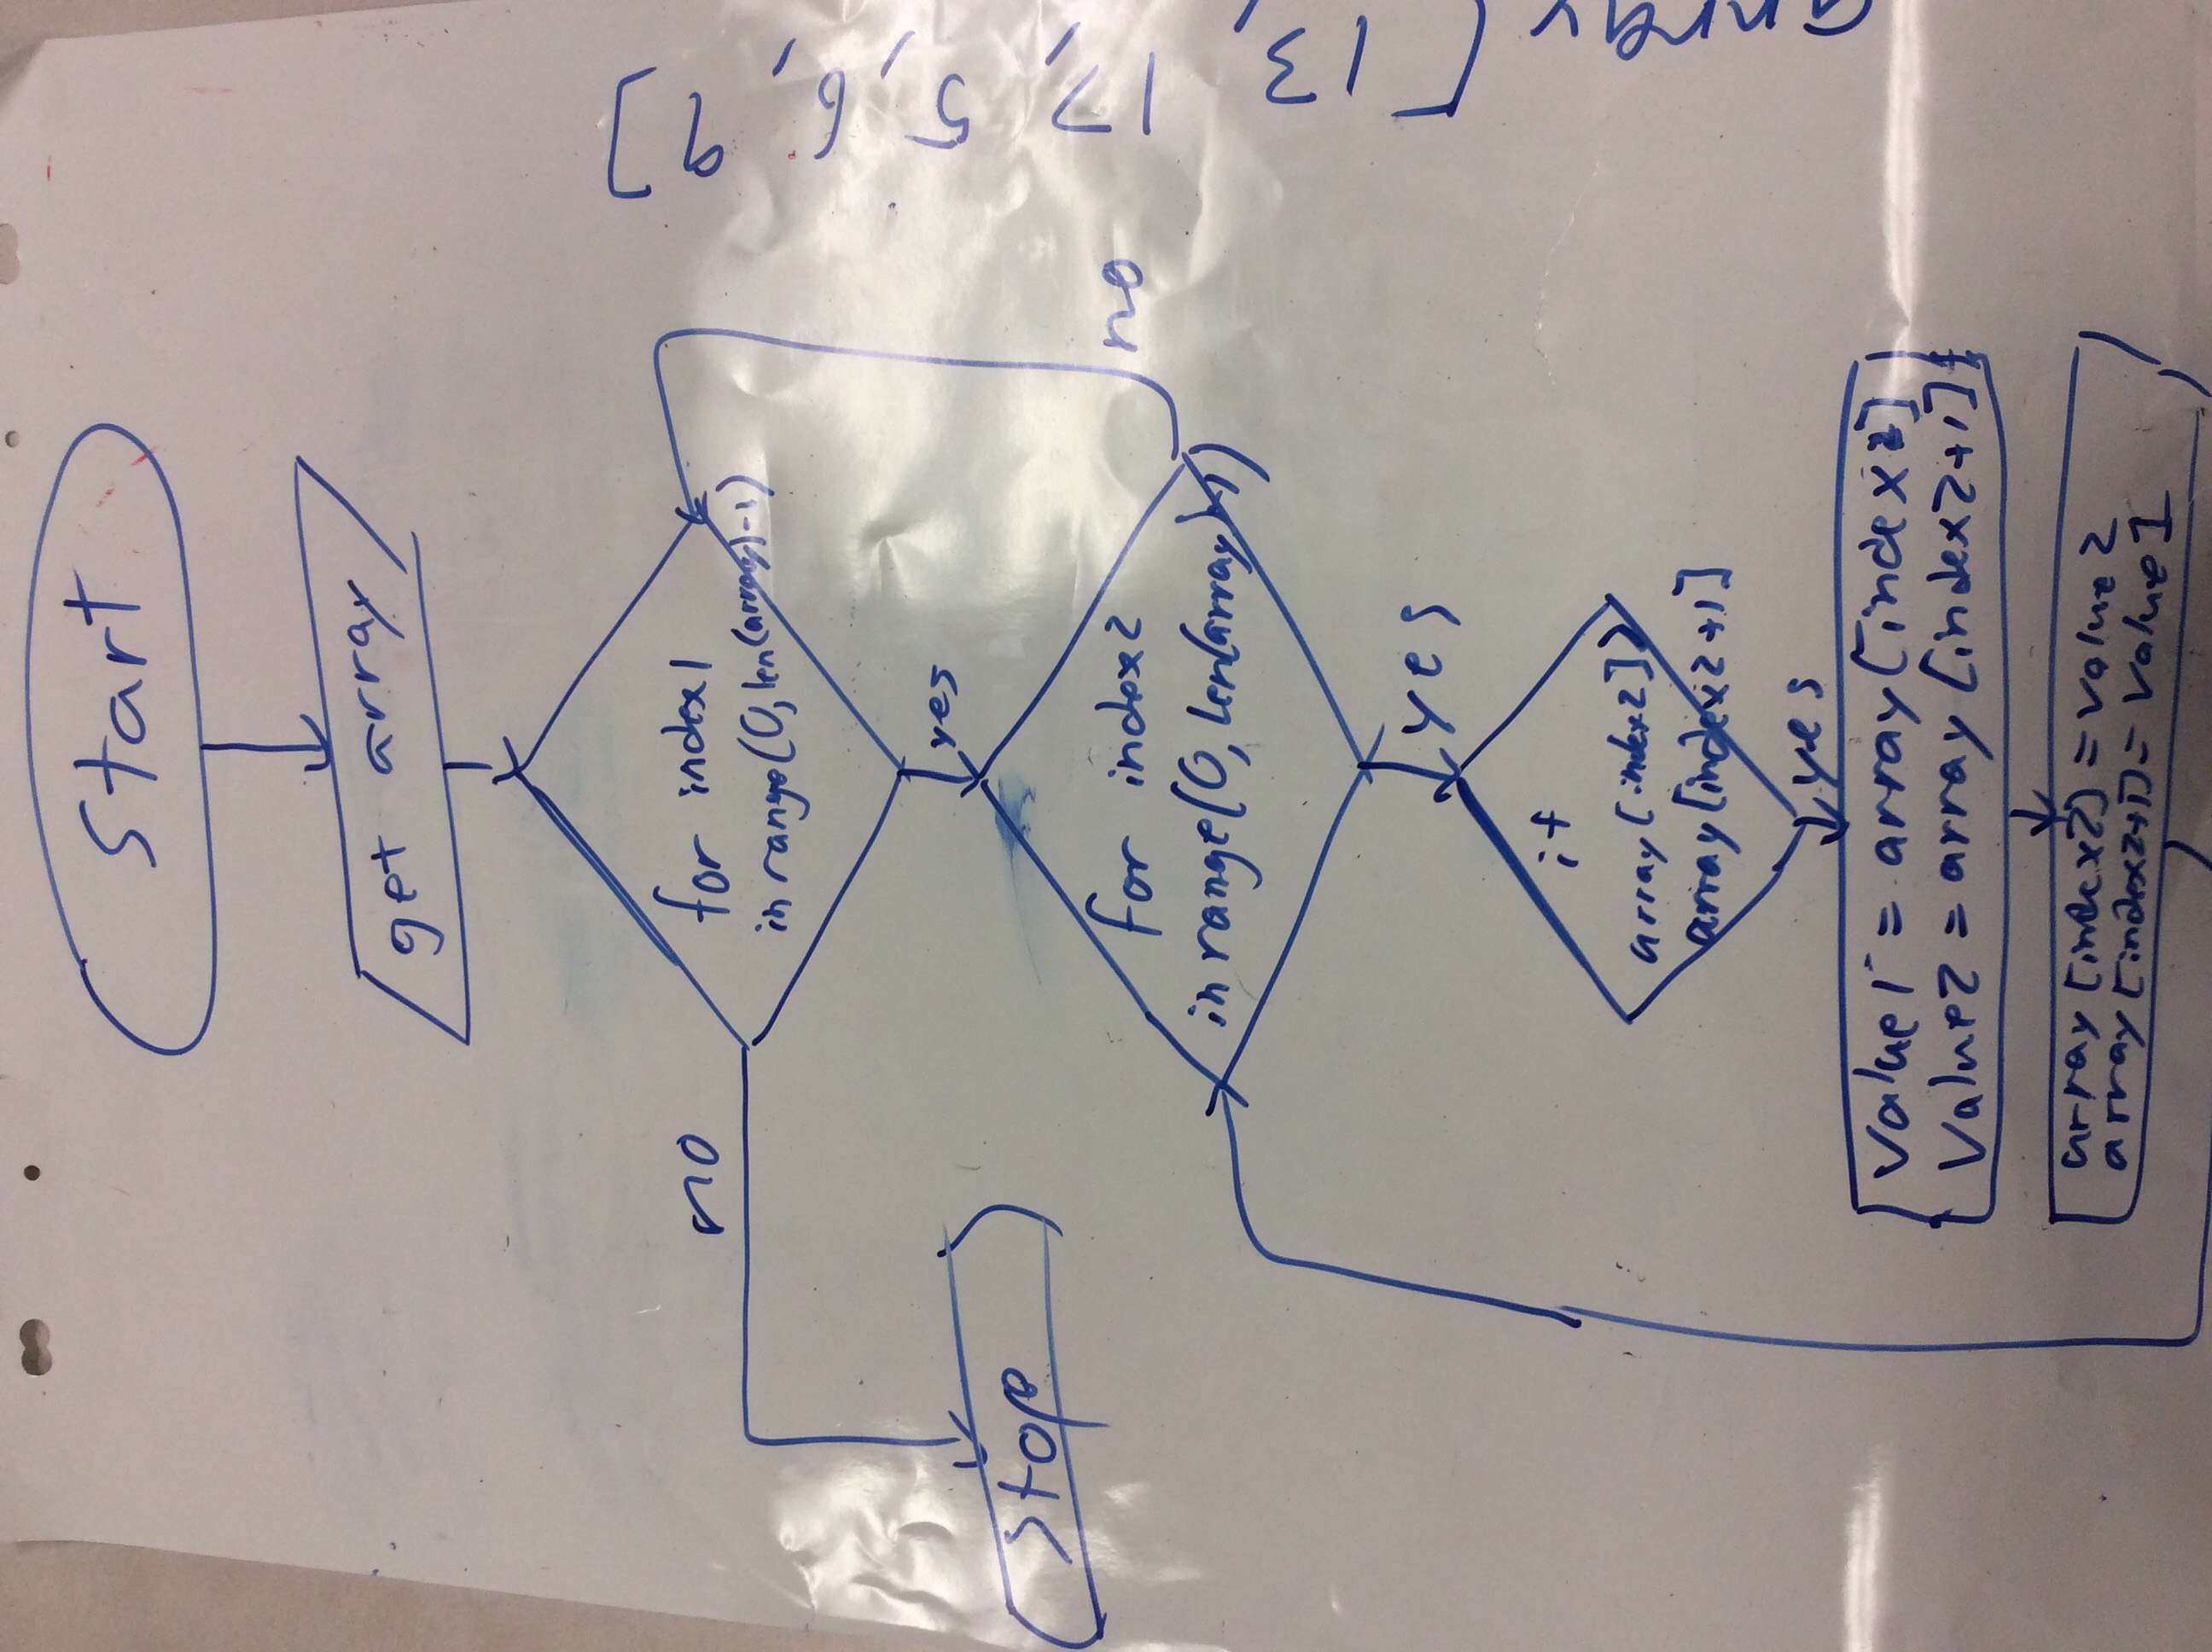 Start
get array
for index1
in range(0, len(array)-1)
no
yes
stop
for index2
in range(0, len(array)-1)
no
yes
if
array[index2]>
array[index2+1]
yes
Value1 = array[index2]
Value2 = array[index2+1]
array[index2] = Value2
array[index2+1] = Value1
[13, 17, 5, 6, 9]